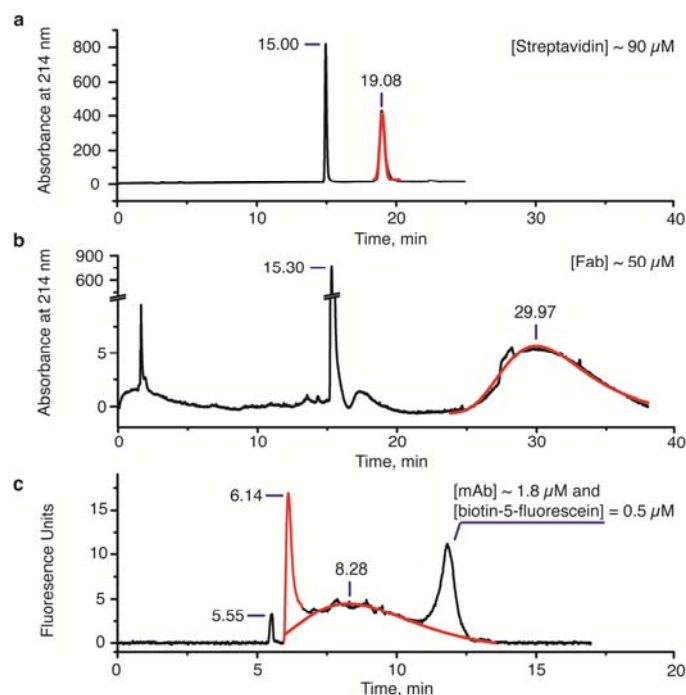 a
Absorbance at 214 nm
800
600
400
200
0
15.00
19.08
[Streptavidin] ~ 90 µM
0
10
20
30
40
Time, min
b
Absorbance at 214 nm
900
600
5
0
15.30
29.97
[Fab] ~ 50 µM
0
10
20
30
40
Time, min
c
Fluoresence Units
15
10
5
0
6.14
5.55
8.28
[mAb] ~ 1.8 µM and
[biotin-5-fluorescein] = 0.5 µM
0
5
10
15
20
Time, min